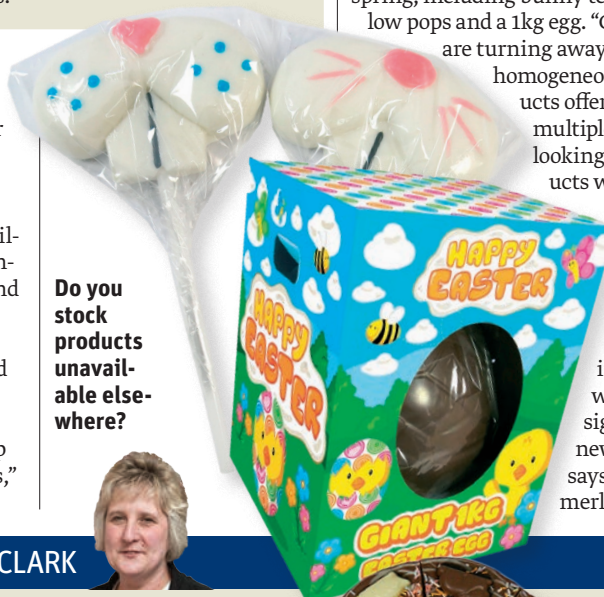 s.
spring, including bunny te
low pops and a 1kg egg. “C
are turning away
homogeneo
ucts offer
multipl
looking
ucts w
r
il-
n-
nd
d
s,”
Do you
stock
products
unavail-
able else-
where?
HAPPY
EASTER
HAPPY
EASTER
GIANT 1KG
EASTER EGG
i
w
sig
new
says
merl
CLARK